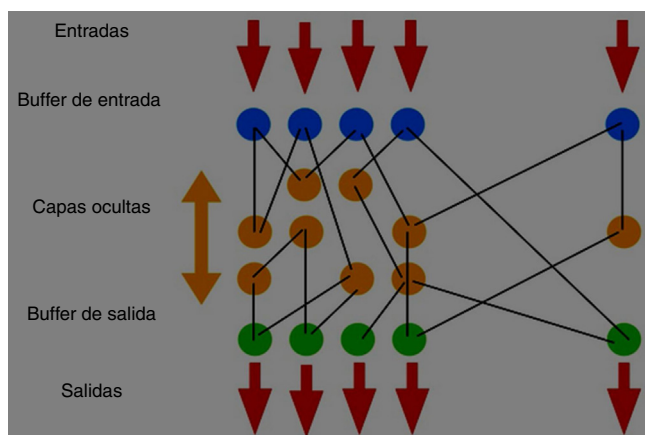 Entradas
Buffer de entrada
Capas ocultas
Buffer de salida
Salidas